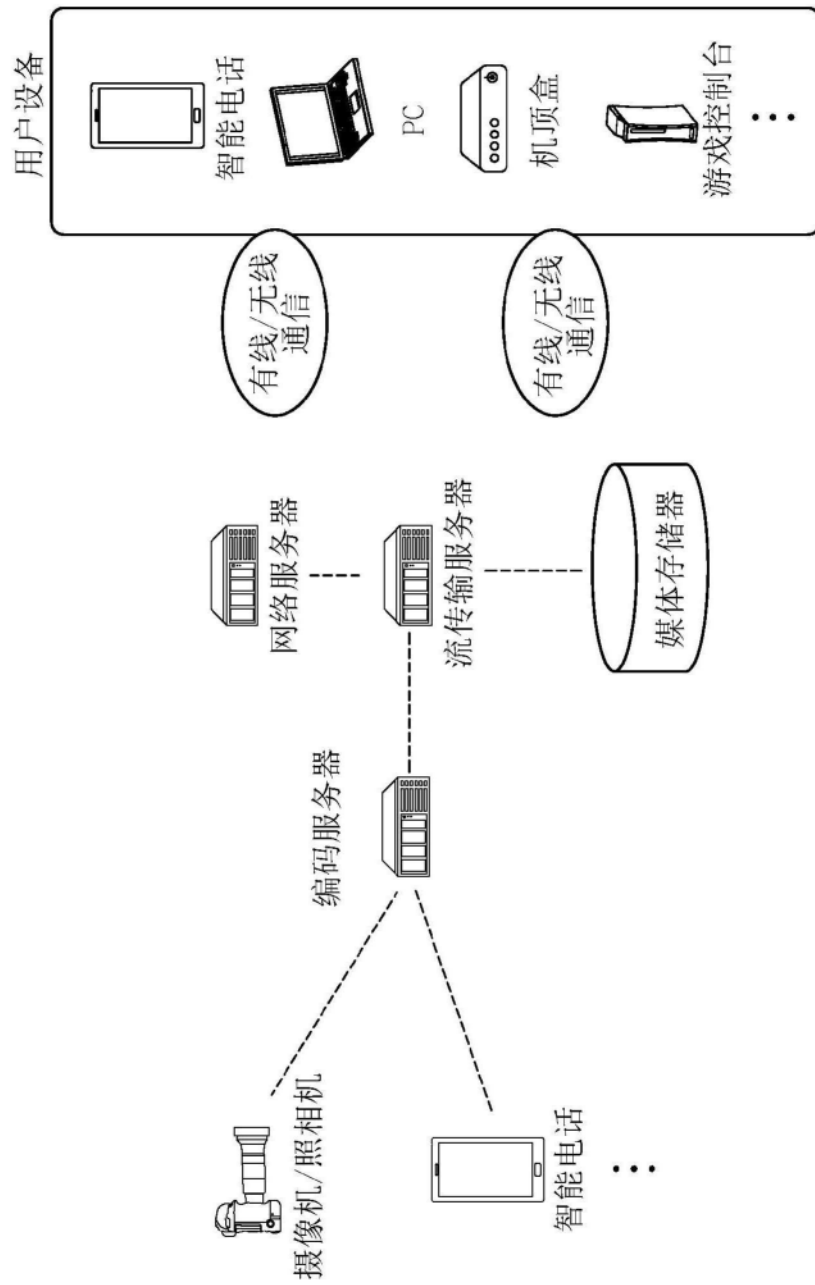 摄像机/照相机
智能电话
...
编码服务器
网络服务器
流传输服务器
媒体存储器
有线/无线
通信
有线/无线
通信
用户设备
智能电话
PC
机顶盒
游戏控制台
...